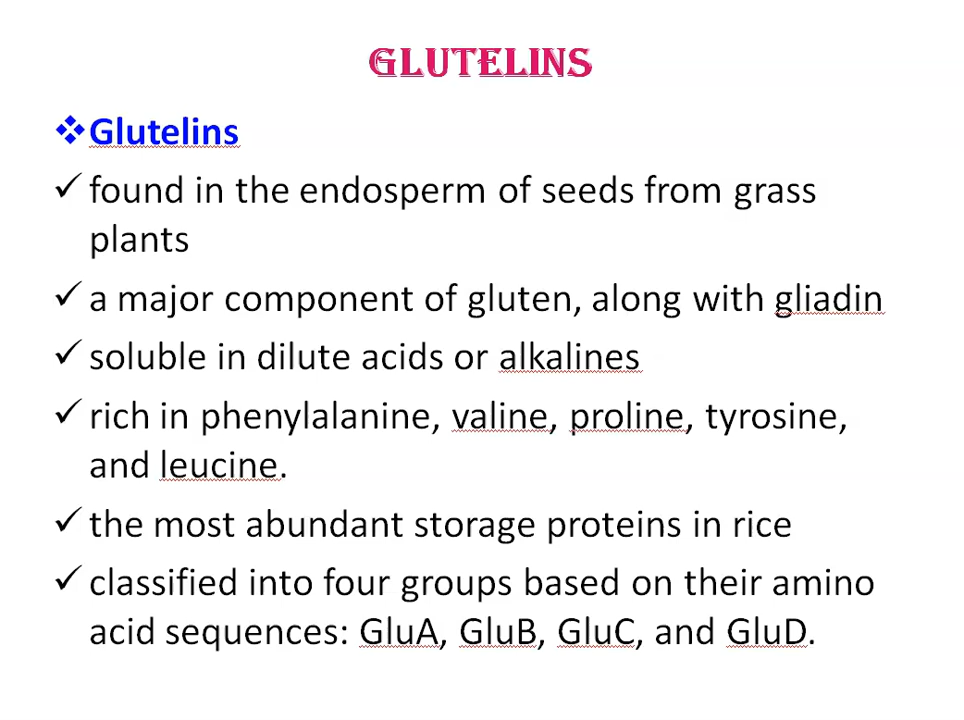 GLUTELINS
❖Glutelins
✓ found in the endosperm of seeds from grass
plants
✓ a major component of gluten, along with gliadin
✓ soluble in dilute acids or alkalines
✓ rich in phenylalanine, valine, proline, tyrosine,
and leucine.
✓ the most abundant storage proteins in rice
✓ classified into four groups based on their amino
acid sequences: GluA, GluB, GluC, and GluD.